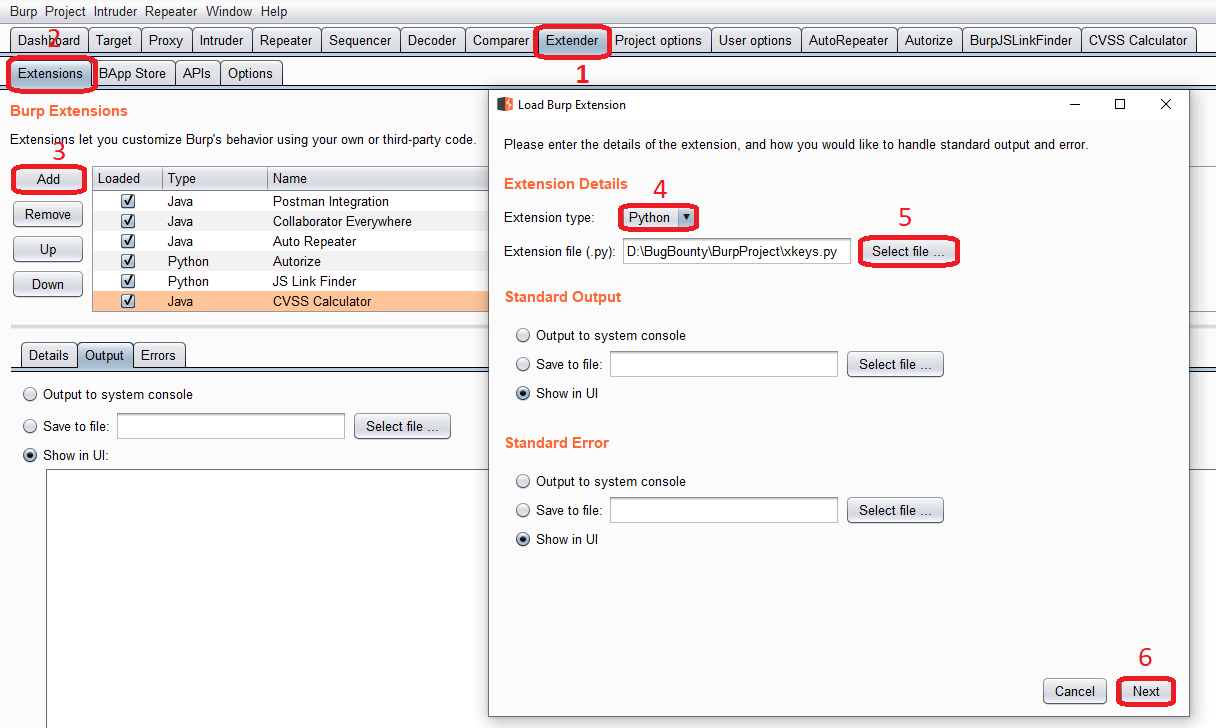 Burp Project Intruder Repeater Window Help
Dashboard Target Proxy Intruder Repeater Sequencer Decoder Comparer Extender Project options User options AutoRepeater Autorize BurpJSLinkFinder CVSS Calculator
2
1
Extensions BApp Store APIs Options
Burp Extensions
Extensions let you customize Burp's behavior using your own or third-party code.
3
Add
Remove
Up
Down
Loaded Type Name
Java Postman Integration
Java Collaborator Everywhere
Java Auto Repeater
Python Autorize
Python JS Link Finder
Java CVSS Calculator
Details Output Errors
Output to system console
Save to file: Select file ...
Show in UI:
Load Burp Extension
Please enter the details of the extension, and how you would like to handle standard output and error.
Extension Details
4
Extension type: Python
5
Extension file (.py): D:\BugBounty\BurpProject\xkeys.py Select file ...
Standard Output
Output to system console
Save to file: Select file ...
Show in UI
Standard Error
Output to system console
Save to file: Select file ...
Show in UI
6
Cancel Next